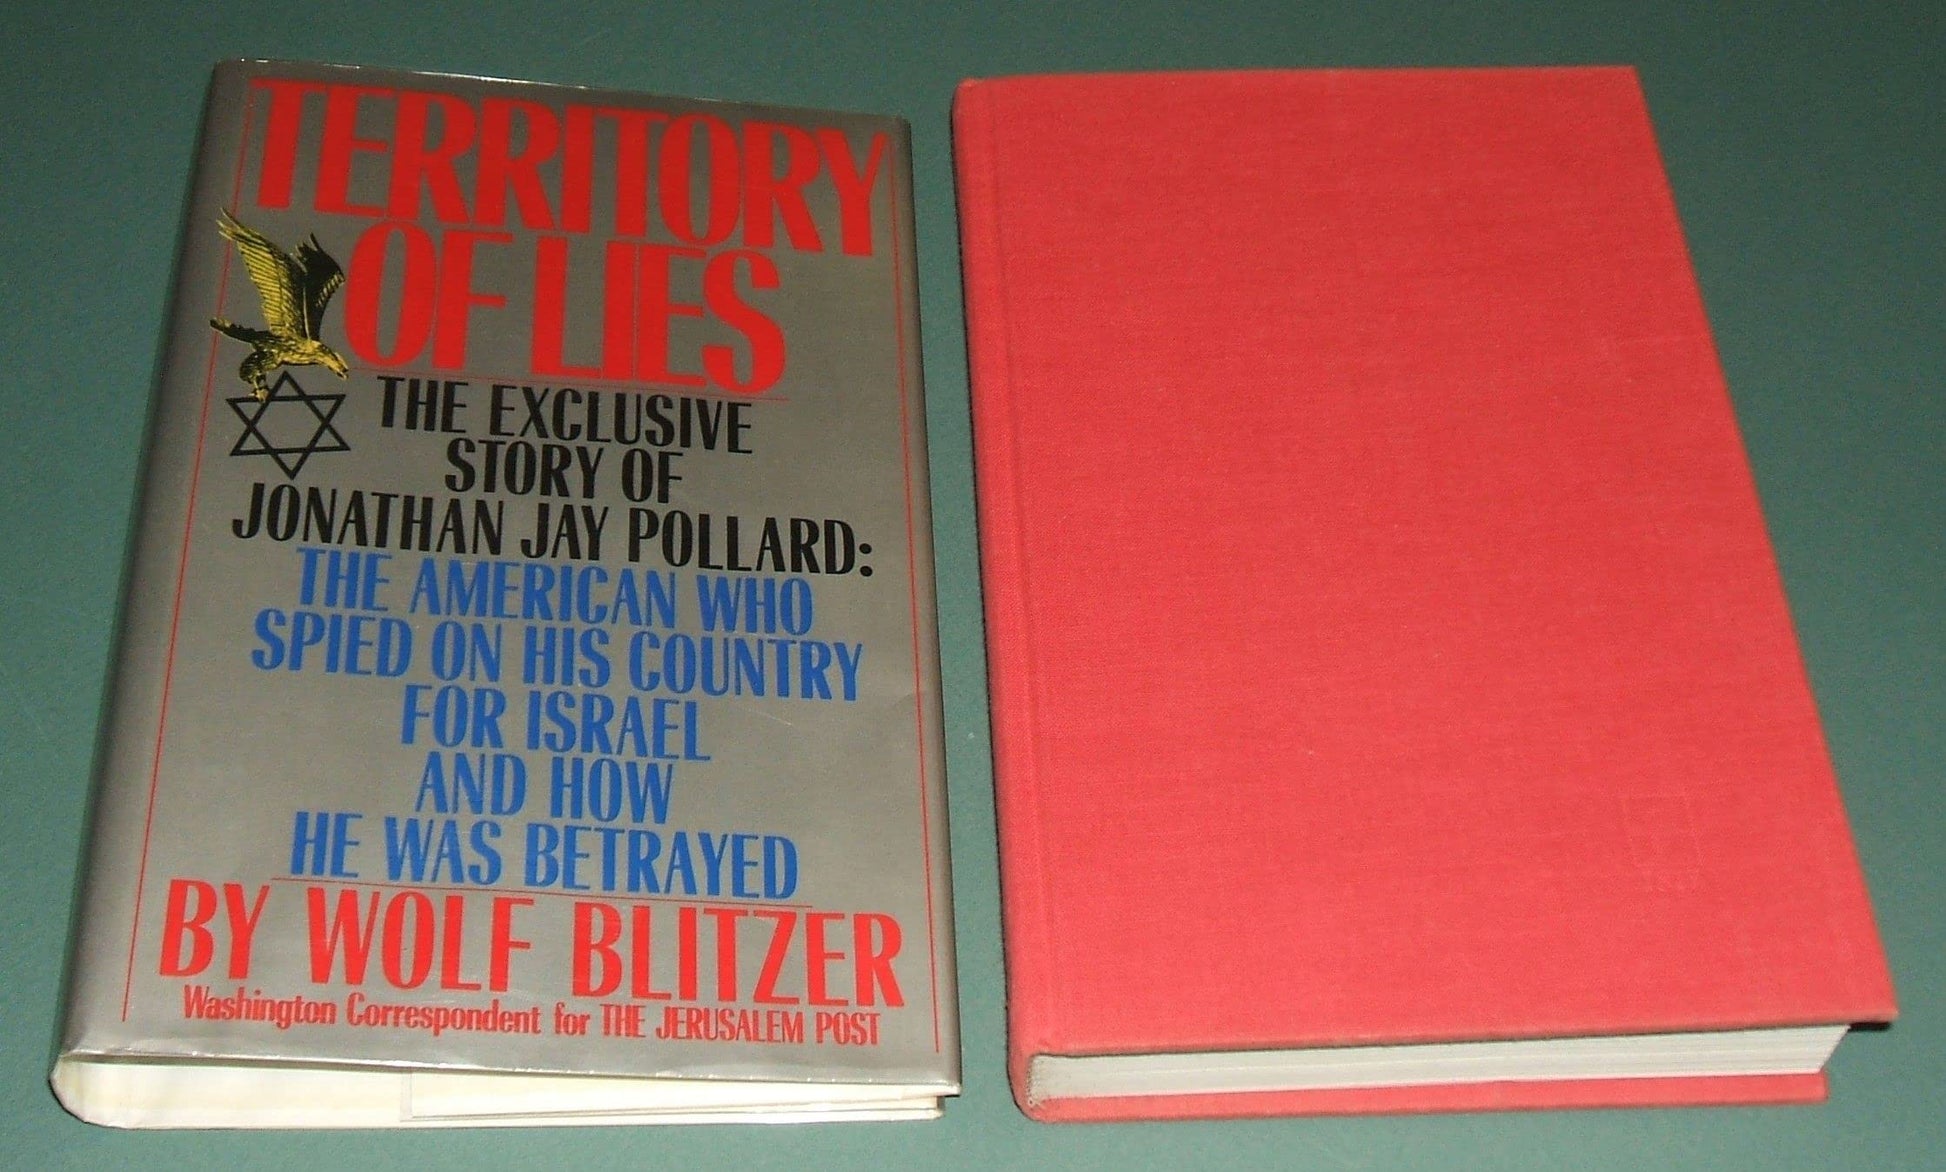 TERRITORY
OF LIES
THE EXCLUSIVE
STORY OF
JONATHAN JAY POLLARD:
THE AMERICAN WHO
SPIED ON HIS COUNTRY
FOR ISRAEL
AND HOW
HE WAS BETRAYED
BY WOLF BLITZER
Washington Correspondent for THE JERUSALEM POST